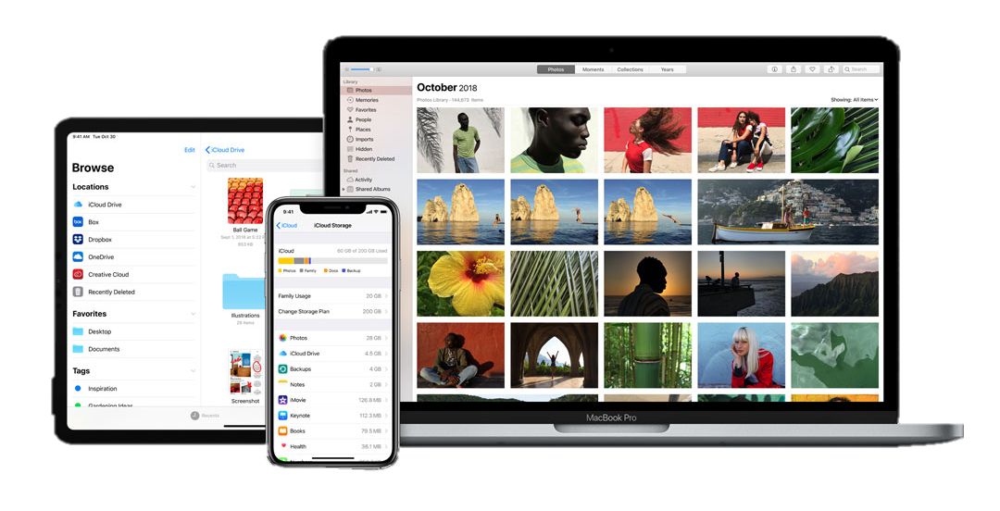 9:41 AM Tue Oct 30
Edit
Browse
Locations
iCloud Drive
Box
Dropbox
OneDrive
Creative Cloud
Recently Deleted
Favorites
Desktop
Documents
Tags
Inspiration
Gardening Ideas
iCloud Drive
Search
Ball Game
Sept 1, 2018 at 9:22
853 KB
Illustrations
28 items
Screenshot
Recents
9:41
iCloud
iCloud Storage
iCloud
60 GB of 200 GB Used
Photos Family Docs Backup
Family Usage 20 GB
Change Storage Plan 200 GB
Photos 28 GB
iCloud Drive 4.5 GB
Backups 4 GB
Notes 2 GB
iMovie 126.8 MB
Keynote 112.3 MB
Books 79.5 MB
Health 38.1 MB
Photos Moments Collections Years
Search
Library
Photos
Memories
Favorites
People
Places
Imports
Hidden
Recently Deleted
Shared
Activity
Shared Albums
October 2018
Photos Library · 144,673 Items
Showing: All Items
MacBook Pro